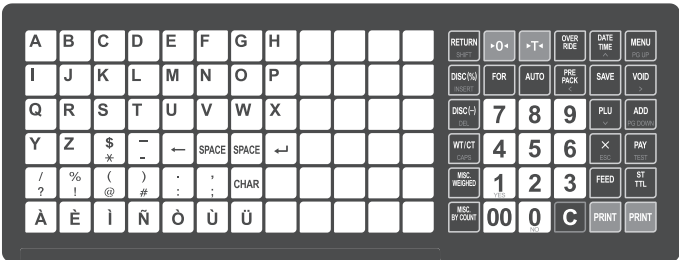 A B C D E F G H
I J K L M N O P
Q R S T U V W X
Y Z $ * – - ← SPACE SPACE ↵
/ ? % ! ( @ ) # . : , ; CHAR
À È Ì Ñ Ò Ù Ü
RETURN SHIFT ▸0◂ ▸T◂ OVER RIDE DATE TIME ^ MENU PG UP
DISC(%) INSERT FOR AUTO PRE PACK < SAVE VOID >
DISC(–) DEL 7 8 9 PLU ⌄ ADD PG DOWN
WT/CT CAPS 4 5 6 × ESC PAY TEST
MISC. WEIGHED 1 YES 2 3 FEED ST TTL
MISC. BY COUNT 00 0 NO C PRINT PRINT